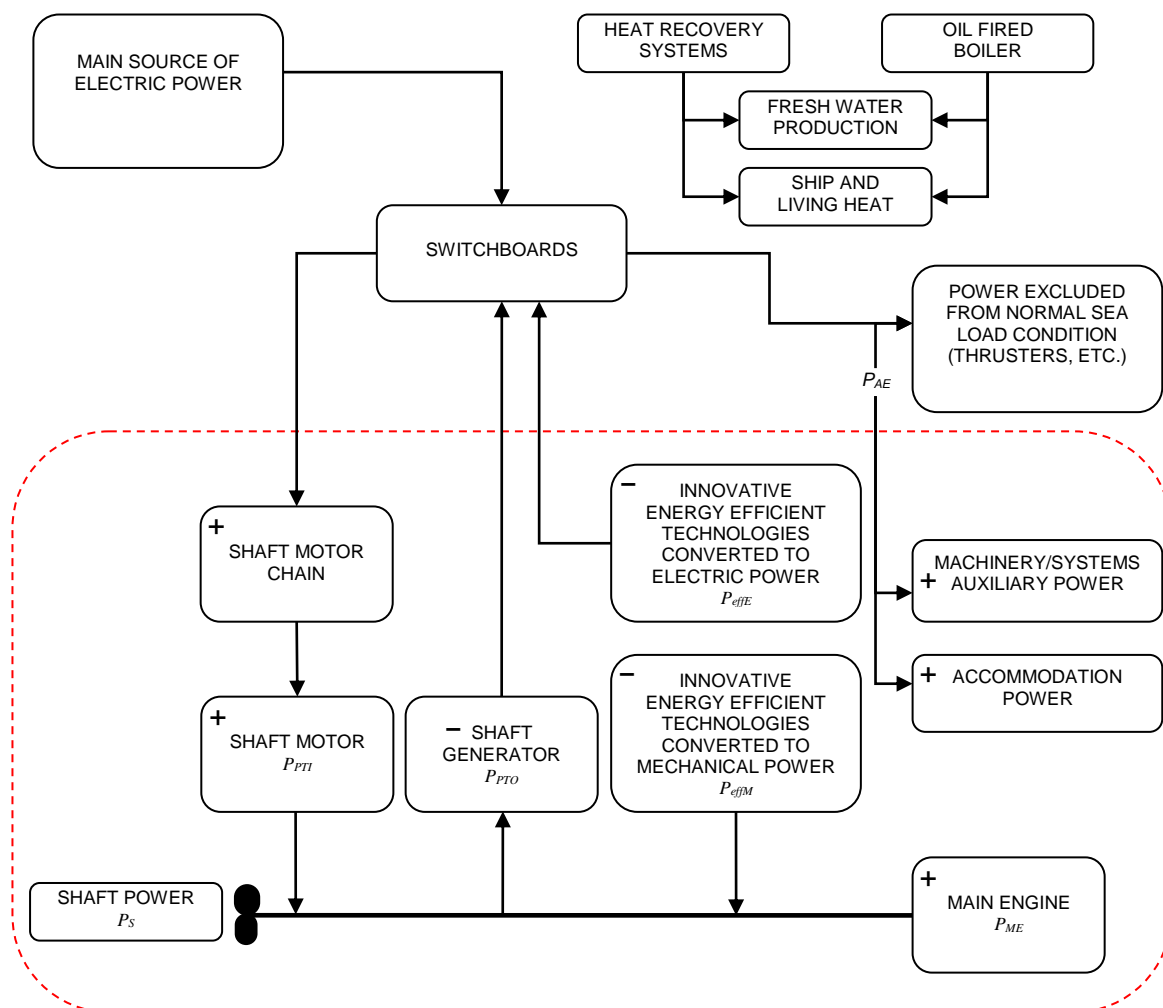 MAIN SOURCE OF
ELECTRIC POWER
HEAT RECOVERY
SYSTEMS
OIL FIRED
BOILER
FRESH WATER
PRODUCTION
SHIP AND
LIVING HEAT
SWITCHBOARDS
POWER EXCLUDED
FROM NORMAL SEA
LOAD CONDITION
(THRUSTERS, ETC.)
PAE
−
INNOVATIVE
ENERGY EFFICIENT
TECHNOLOGIES
CONVERTED TO
ELECTRIC POWER
PeffE
+
SHAFT MOTOR
CHAIN
+
MACHINERY/SYSTEMS
AUXILIARY POWER
+
ACCOMMODATION
POWER
+
SHAFT MOTOR
PPTI
− SHAFT
GENERATOR
PPTO
−
INNOVATIVE
ENERGY EFFICIENT
TECHNOLOGIES
CONVERTED TO
MECHANICAL POWER
PeffM
SHAFT POWER
PS
+
MAIN ENGINE
PME